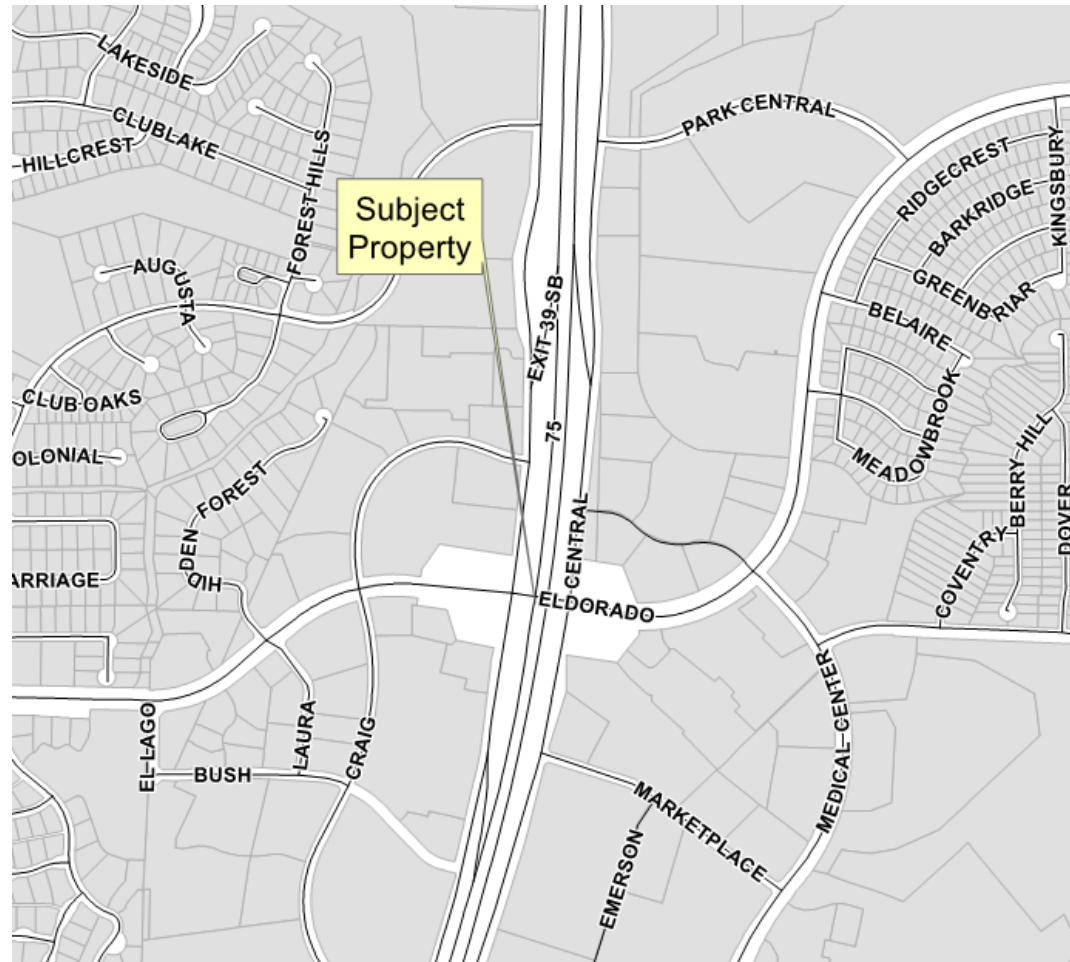 LAKESIDE
CLUBLAKE
HILLCREST
FOREST HILLS
PARK CENTRAL
RIDGECREST
BARKRIDGE
KINGSBURY
GREENBRIAR
BELAIRE
Subject
Property
AUGUSTA
EXIT 39-SB
75
CLUB OAKS
OLONIAL
MEADOWBROOK
BERRY HILL
DOVER
COVENTRY
HIDDEN FOREST
ARRIAGE
CENTRAL
ELDORADO
MEDICAL CENTER
EL LAGO
LAURA
CRAIG
BUSH
MARKETPLACE
EMERSON